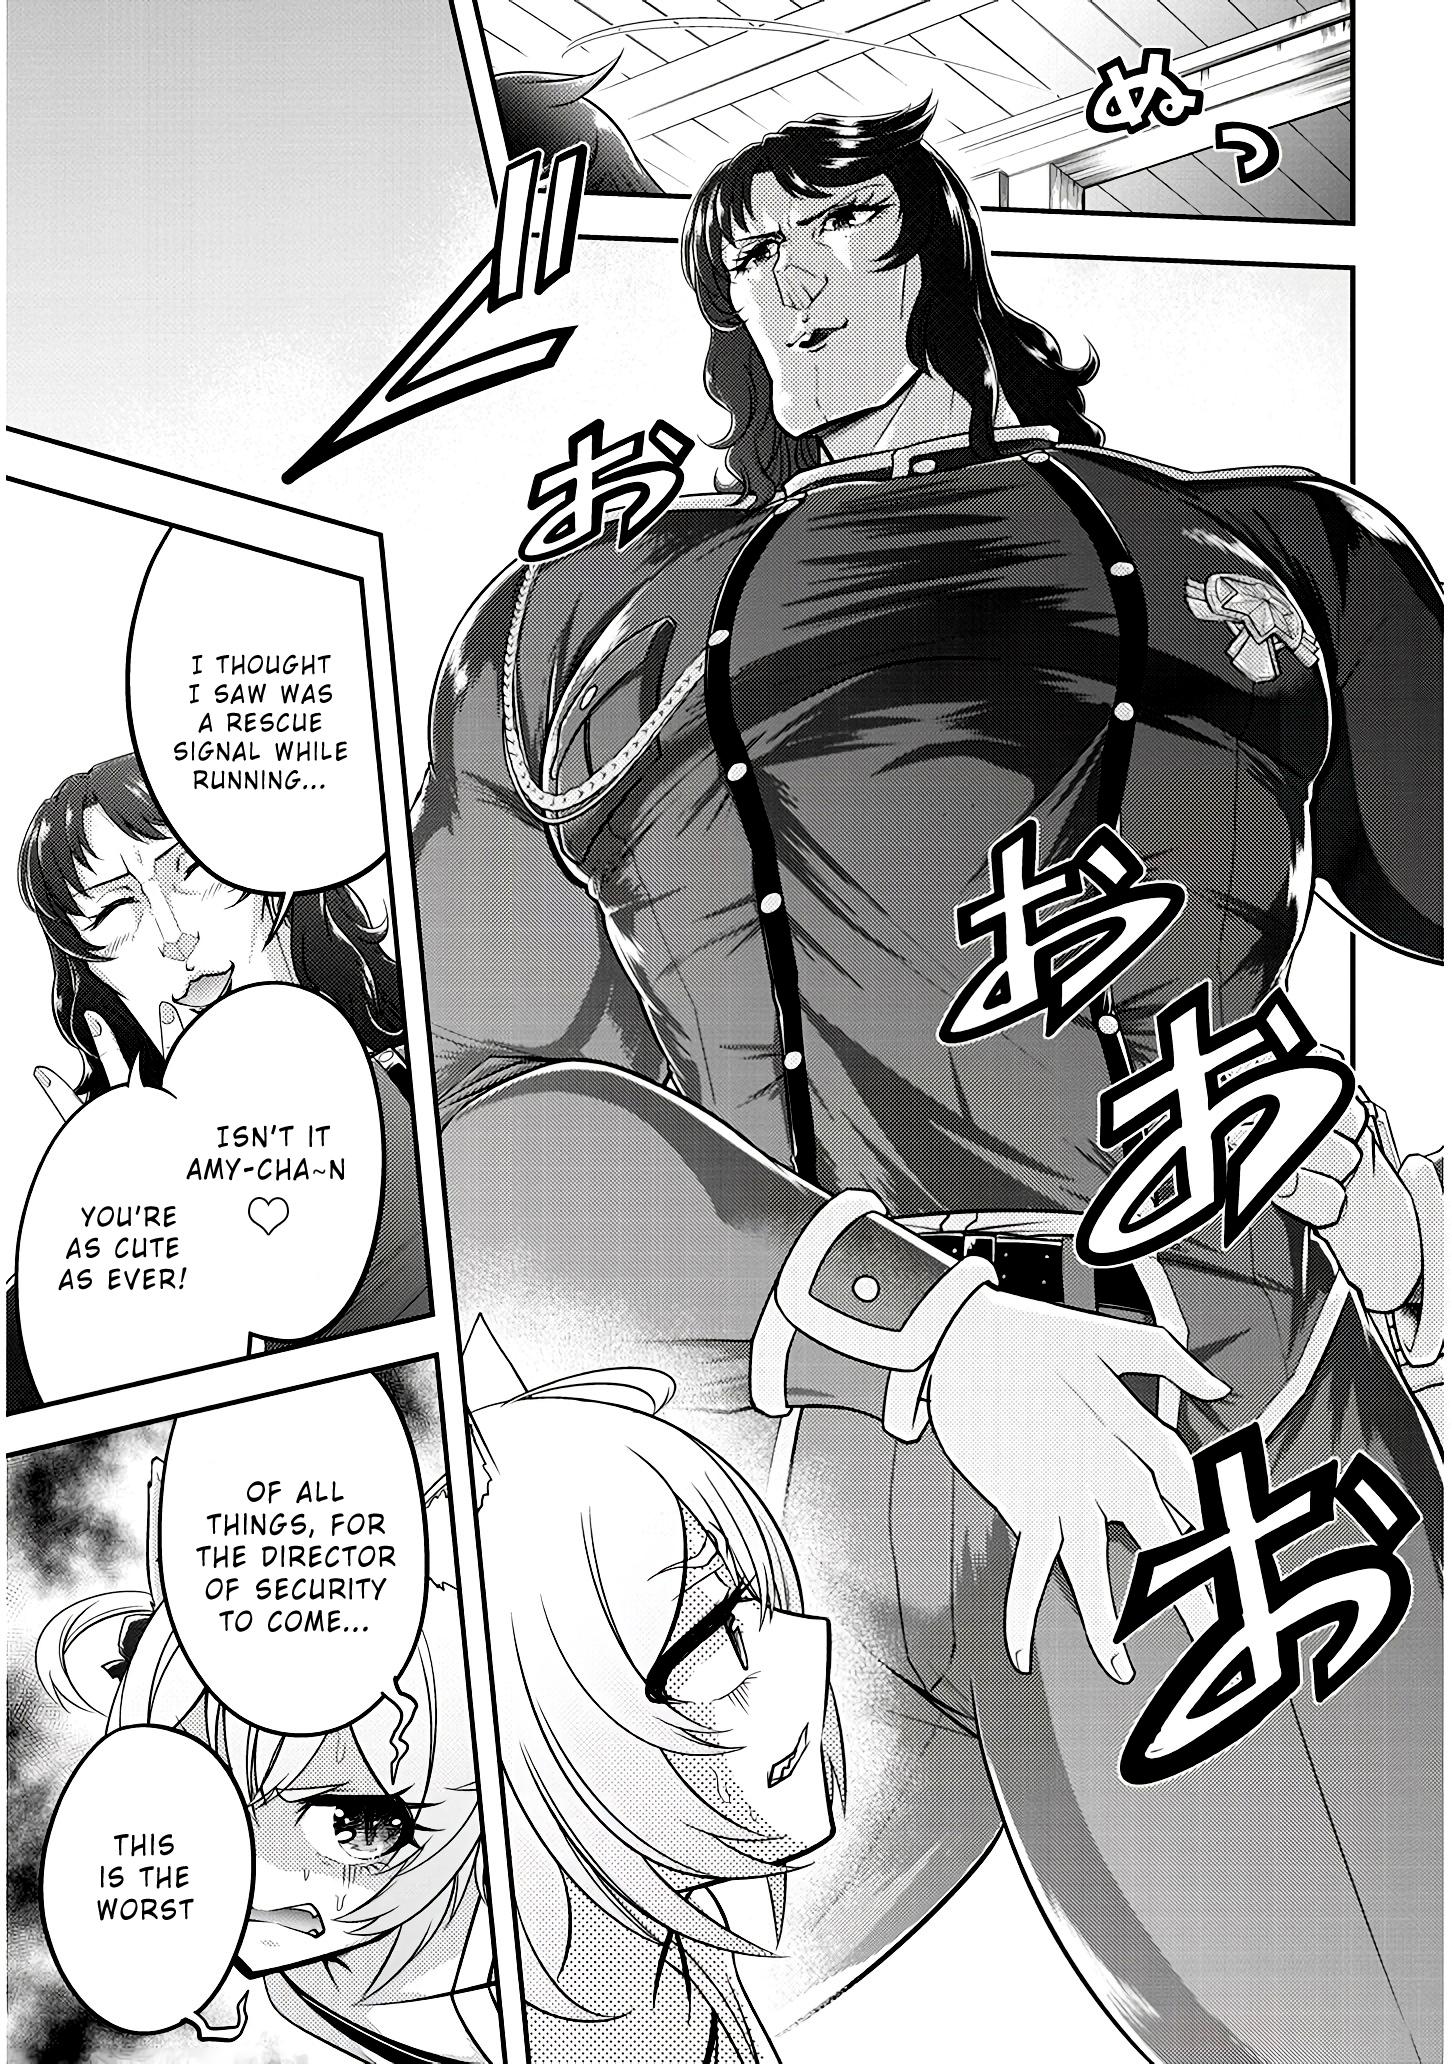 ぬっ
おおおお
I THOUGHT
I SAW WAS
A RESCUE
SIGNAL WHILE
RUNNING...
ISN'T IT
AMY-CHA~N
♡
YOU'RE
AS CUTE
AS EVER!
OF ALL
THINGS, FOR
THE DIRECTOR
OF SECURITY
TO COME...
THIS
IS THE
WORST